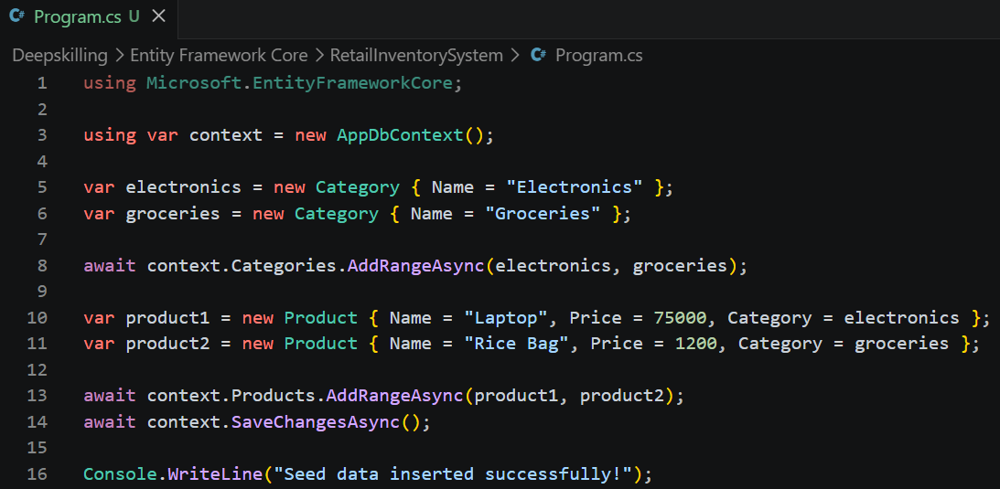 C# Program.cs U ×
Deepskilling > Entity Framework Core > RetailInventorySystem > C# Program.cs
1 using Microsoft.EntityFrameworkCore;
2
3 using var context = new AppDbContext();
4
5 var electronics = new Category { Name = "Electronics" };
6 var groceries = new Category { Name = "Groceries" };
7
8 await context.Categories.AddRangeAsync(electronics, groceries);
9
10 var product1 = new Product { Name = "Laptop", Price = 75000, Category = electronics };
11 var product2 = new Product { Name = "Rice Bag", Price = 1200, Category = groceries };
12
13 await context.Products.AddRangeAsync(product1, product2);
14 await context.SaveChangesAsync();
15
16 Console.WriteLine("Seed data inserted successfully!");